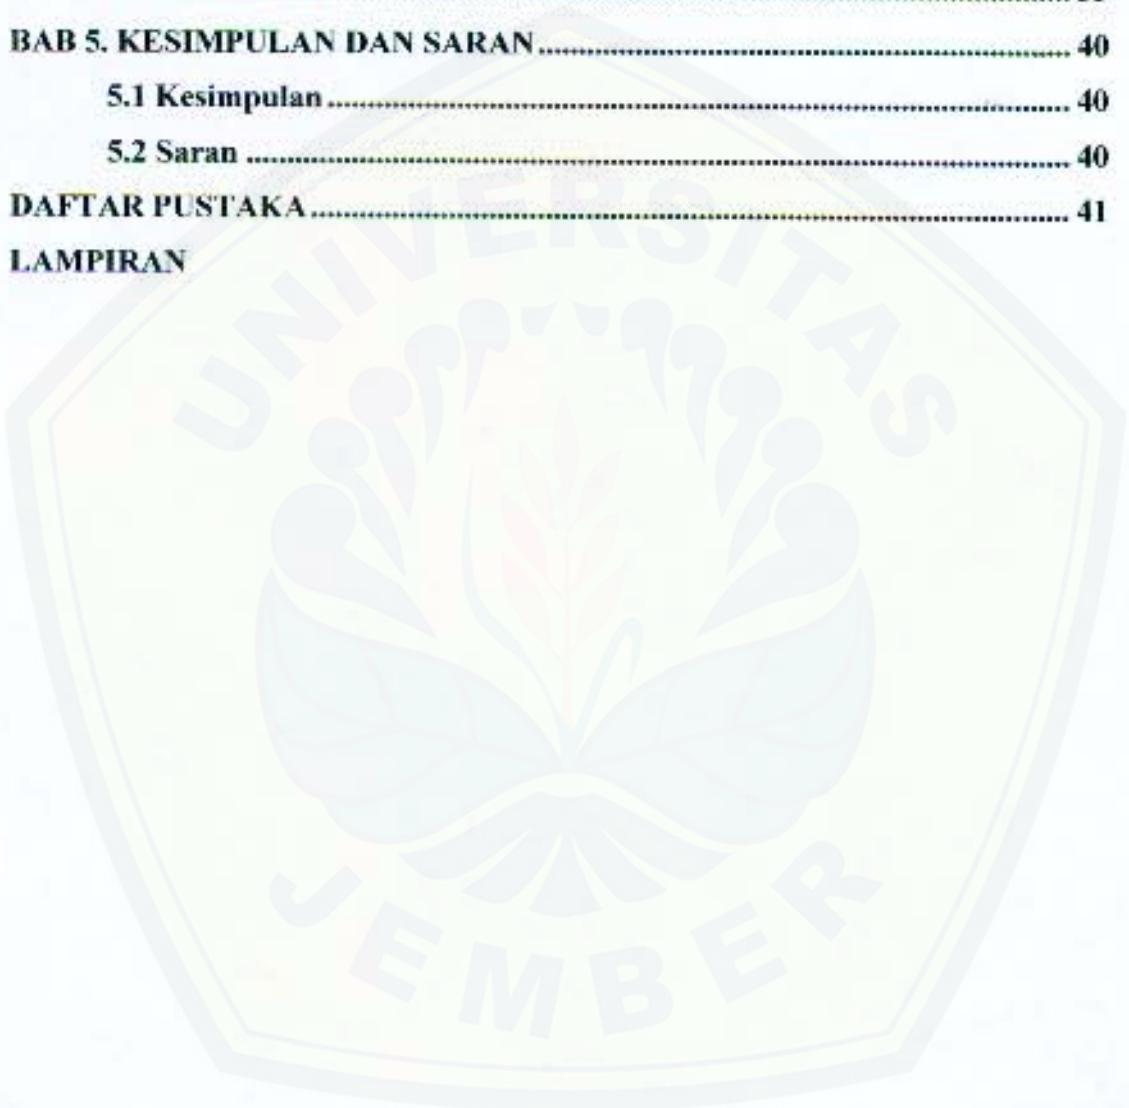 BAB 5. KESIMPULAN DAN SARAN ........ 40
5.1 Kesimpulan ........ 40
5.2 Saran ........ 40
DAFTAR PUSTAKA ........ 41
LAMPIRAN
UNIVERSITAS
JEMBER